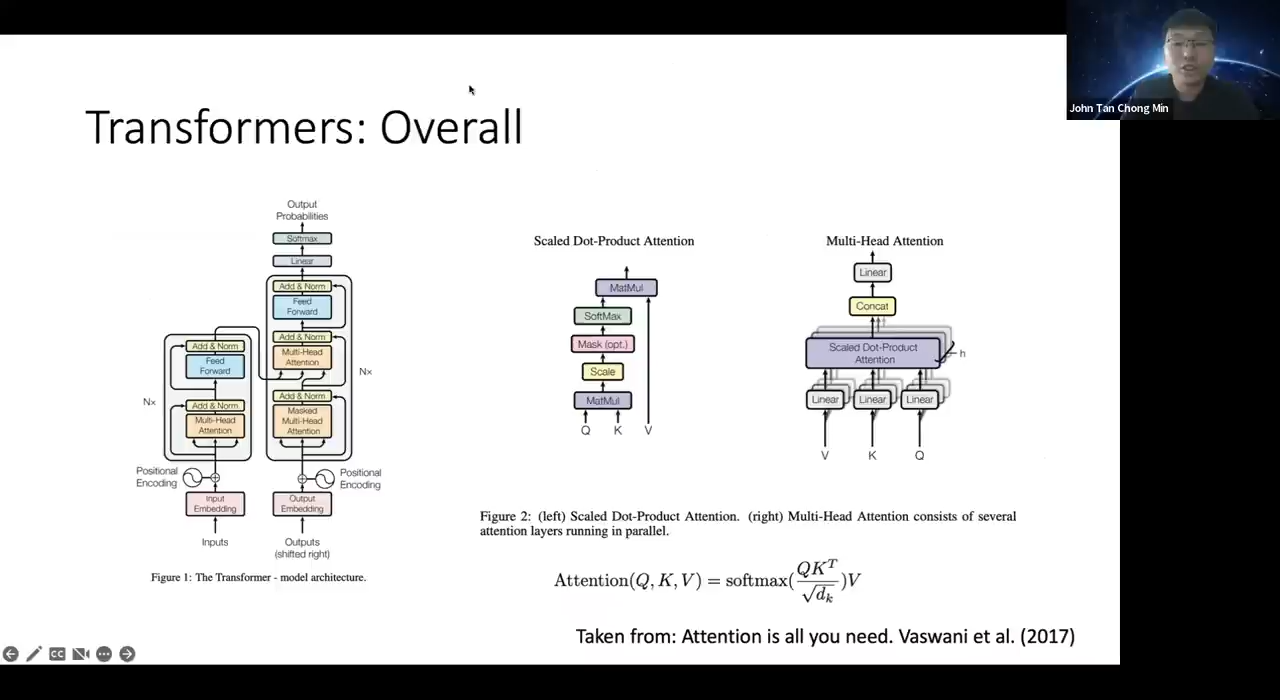 John Tan Chong Min
Transformers: Overall
Output
Probabilities
Softmax
Linear
Add & Norm
Feed
Forward
Add & Norm
Multi-Head
Attention
Nx
Add & Norm
Masked
Multi-Head
Attention
Add & Norm
Feed
Forward
Nx
Add & Norm
Multi-Head
Attention
Positional
Encoding
Positional
Encoding
Input
Embedding
Output
Embedding
Inputs
Outputs
(shifted right)
Figure 1: The Transformer - model architecture.
Scaled Dot-Product Attention
MatMul
SoftMax
Mask (opt.)
Scale
MatMul
Q K V
Multi-Head Attention
Linear
Concat
Scaled Dot-Product
Attention
h
Linear Linear Linear
V K Q
Figure 2: (left) Scaled Dot-Product Attention. (right) Multi-Head Attention consists of several
attention layers running in parallel.
Attention(Q, K, V) = softmax(QK^T/√d_k)V
Taken from: Attention is all you need. Vaswani et al. (2017)
CC